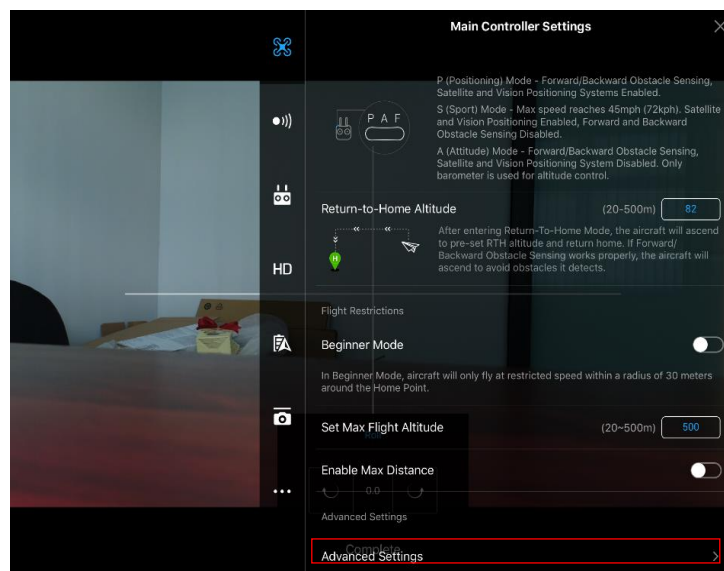 Main Controller Settings
P (Positioning) Mode - Forward/Backward Obstacle Sensing,
Satellite and Vision Positioning Systems Enabled.
S (Sport) Mode - Max speed reaches 45mph (72kph). Satellite
and Vision Positioning Enabled, Forward and Backward
Obstacle Sensing Disabled.
A (Attitude) Mode - Forward/Backward Obstacle Sensing,
Satellite and Vision Positioning System Disabled. Only
barometer is used for altitude control.
P A F
Return-to-Home Altitude (20-500m) 82
After entering Return-To-Home Mode, the aircraft will ascend
to pre-set RTH altitude and return home. If Forward/
Backward Obstacle Sensing works properly, the aircraft will
ascend to avoid obstacles it detects.
H
HD
Flight Restrictions
Beginner Mode
In Beginner Mode, aircraft will only fly at restricted speed within a radius of 30 meters
around the Home Point.
Set Max Flight Altitude (20~500m) 500
Enable Max Distance
0.0
Advanced Settings
Complete
Advanced Settings